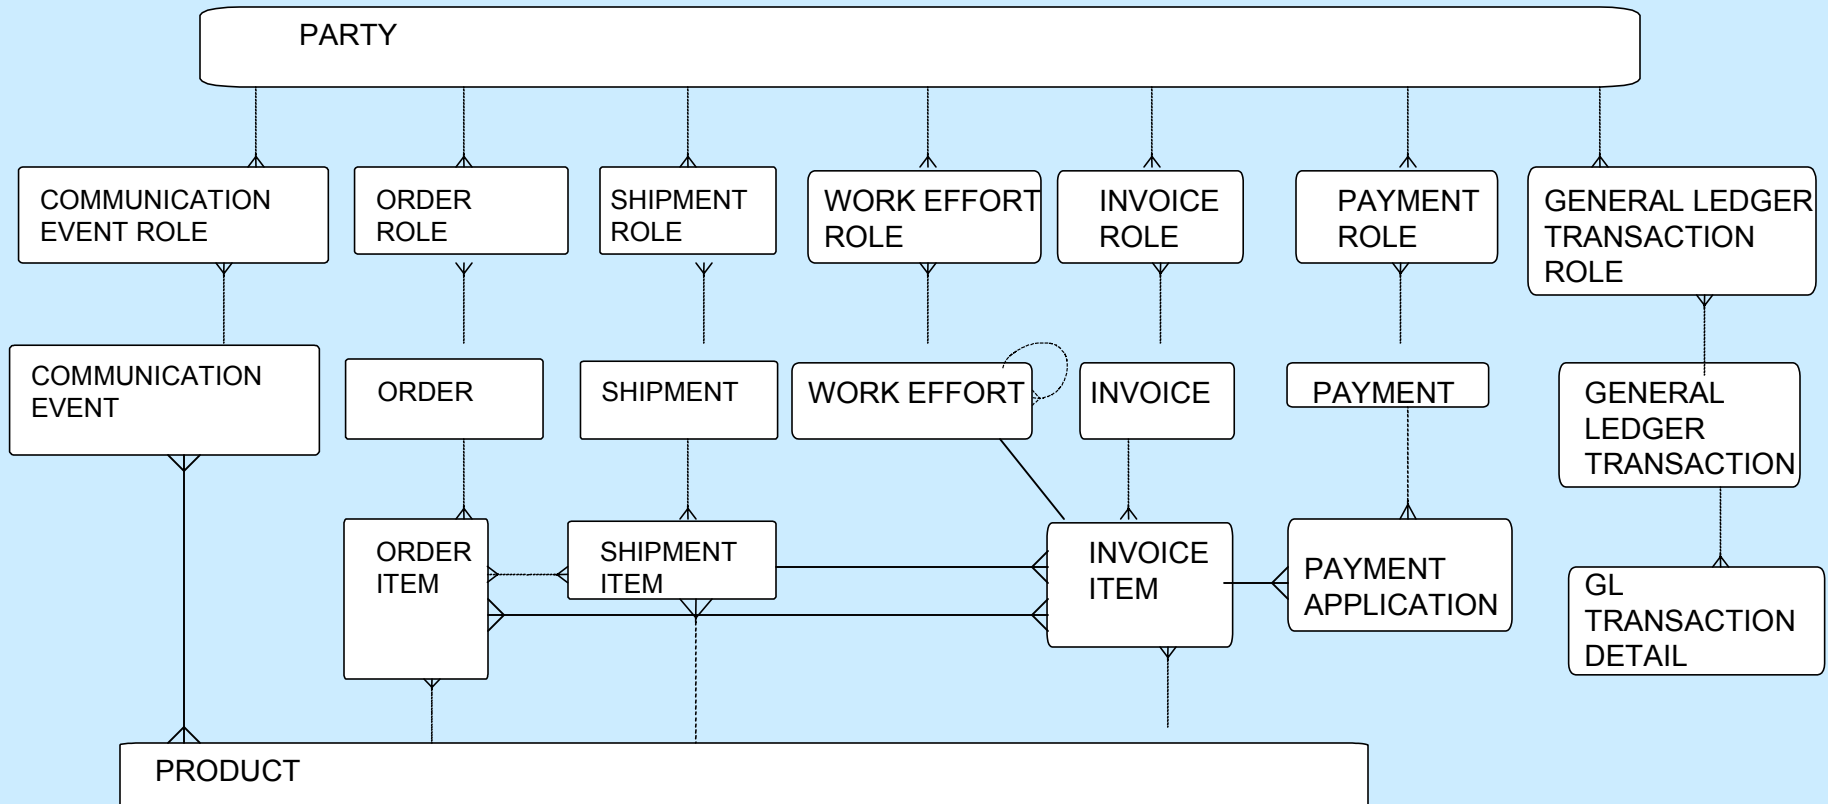 PARTY
COMMUNICATION
EVENT ROLE
ORDER
ROLE
SHIPMENT
ROLE
WORK EFFORT
ROLE
INVOICE
ROLE
PAYMENT
ROLE
GENERAL LEDGER
TRANSACTION
ROLE
COMMUNICATION
EVENT
ORDER
SHIPMENT
WORK EFFORT
INVOICE
PAYMENT
GENERAL
LEDGER
TRANSACTION
ORDER
ITEM
SHIPMENT
ITEM
INVOICE
ITEM
PAYMENT
APPLICATION
GL
TRANSACTION
DETAIL
PRODUCT